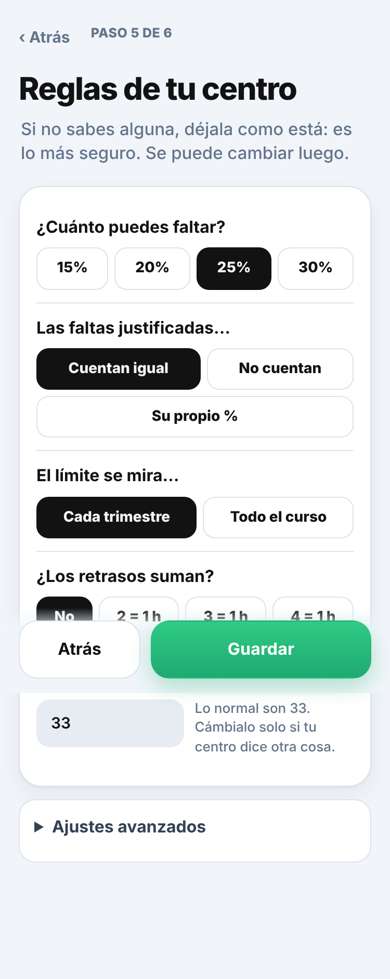 ‹ Atrás
PASO 5 DE 6
Reglas de tu centro
Si no sabes alguna, déjala como está: es
lo más seguro. Se puede cambiar luego.
¿Cuánto puedes faltar?
15%
20%
25%
30%
Las faltas justificadas...
Cuentan igual
No cuentan
Su propio %
El límite se mira...
Cada trimestre
Todo el curso
¿Los retrasos suman?
No
2 = 1 h
3 = 1 h
4 = 1 h
Atrás
Guardar
33
Lo normal son 33.
Cámbialo solo si tu
centro dice otra cosa.
▶ Ajustes avanzados